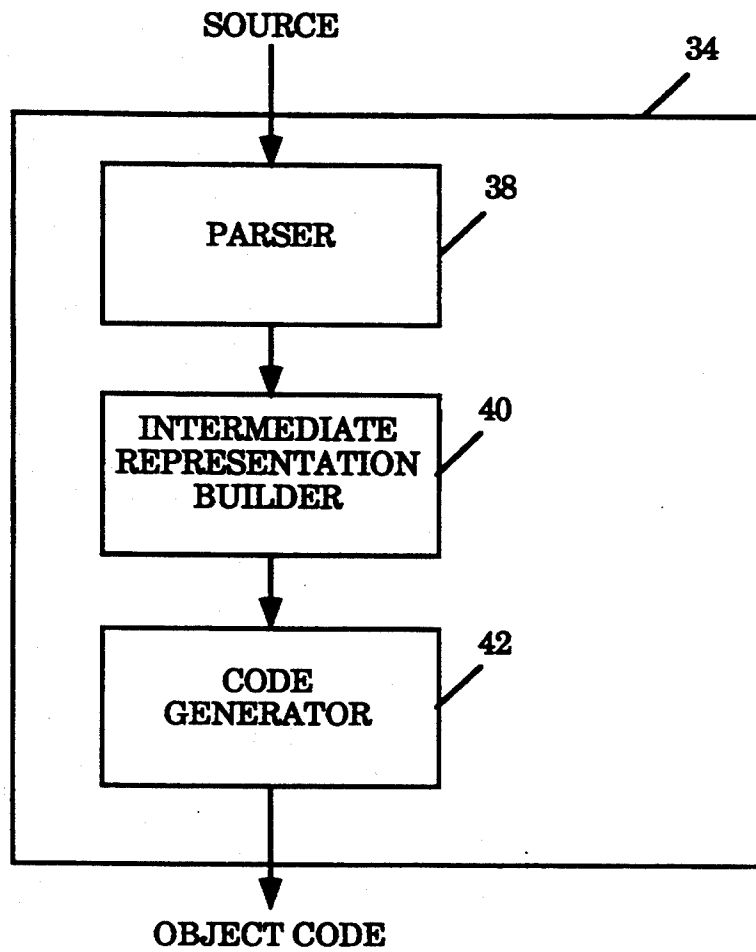 SOURCE
34
PARSER
38
INTERMEDIATE
REPRESENTATION
BUILDER
40
CODE
GENERATOR
42
OBJECT CODE